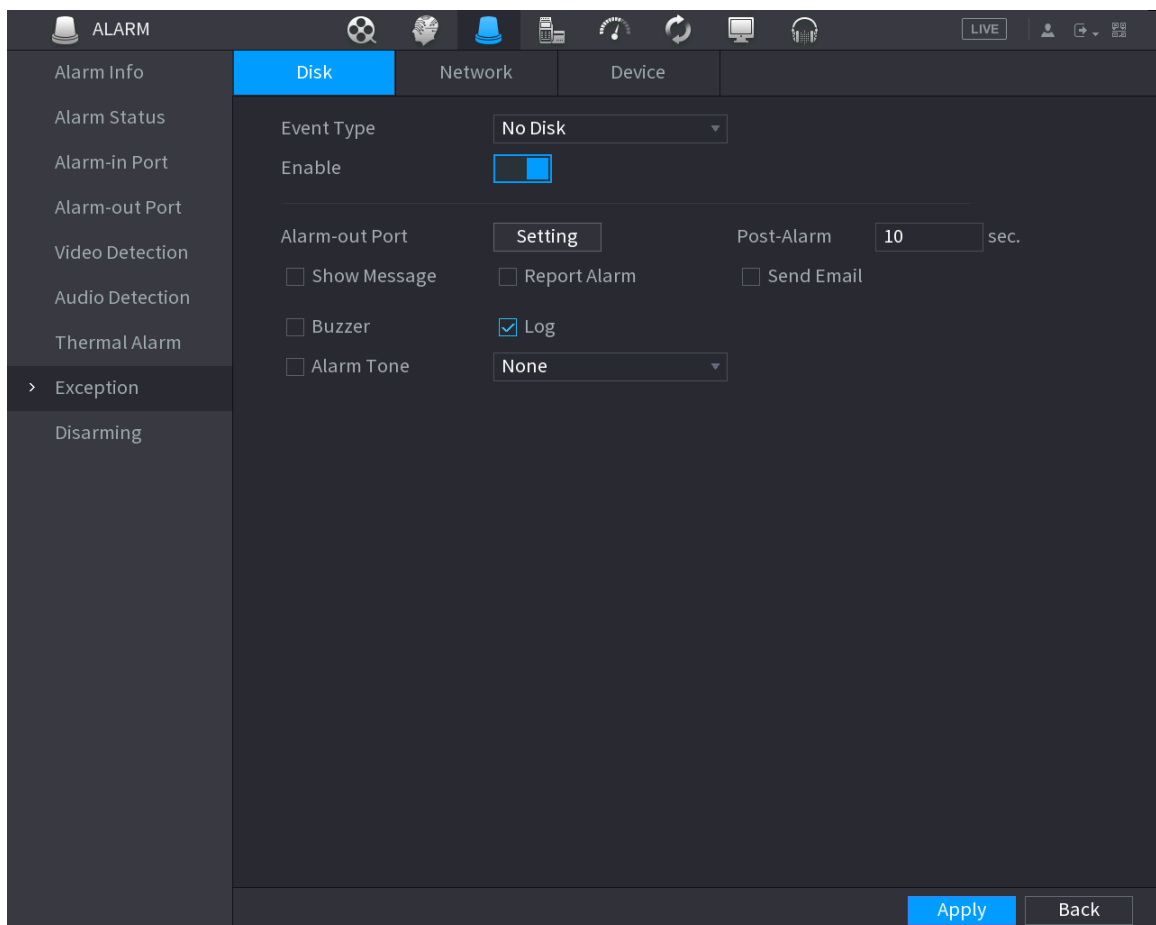 ALARM
LIVE
Alarm Info
Alarm Status
Alarm-in Port
Alarm-out Port
Video Detection
Audio Detection
Thermal Alarm
Exception
Disarming
Disk Network Device
Event Type No Disk
Enable
Alarm-out Port Setting Post-Alarm 10 sec.
Show Message Report Alarm Send Email
Buzzer Log
Alarm Tone None
Apply Back